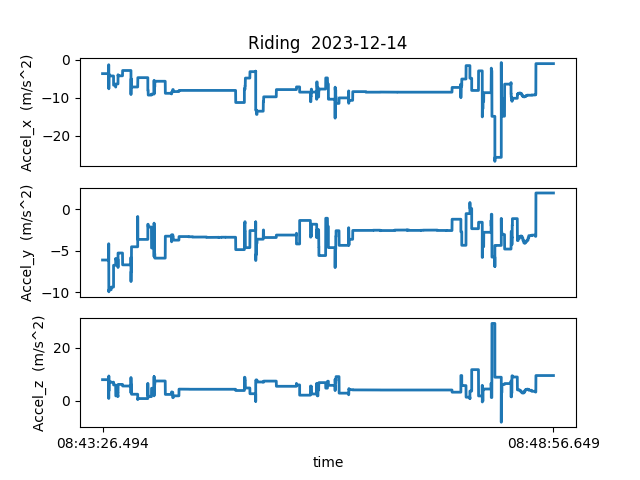 Riding  2023-12-14
Accel_x  (m/s^2)
0
−10
−20
Accel_y  (m/s^2)
0
−5
−10
Accel_z  (m/s^2)
20
0
08:43:26.494
08:48:56.649
time